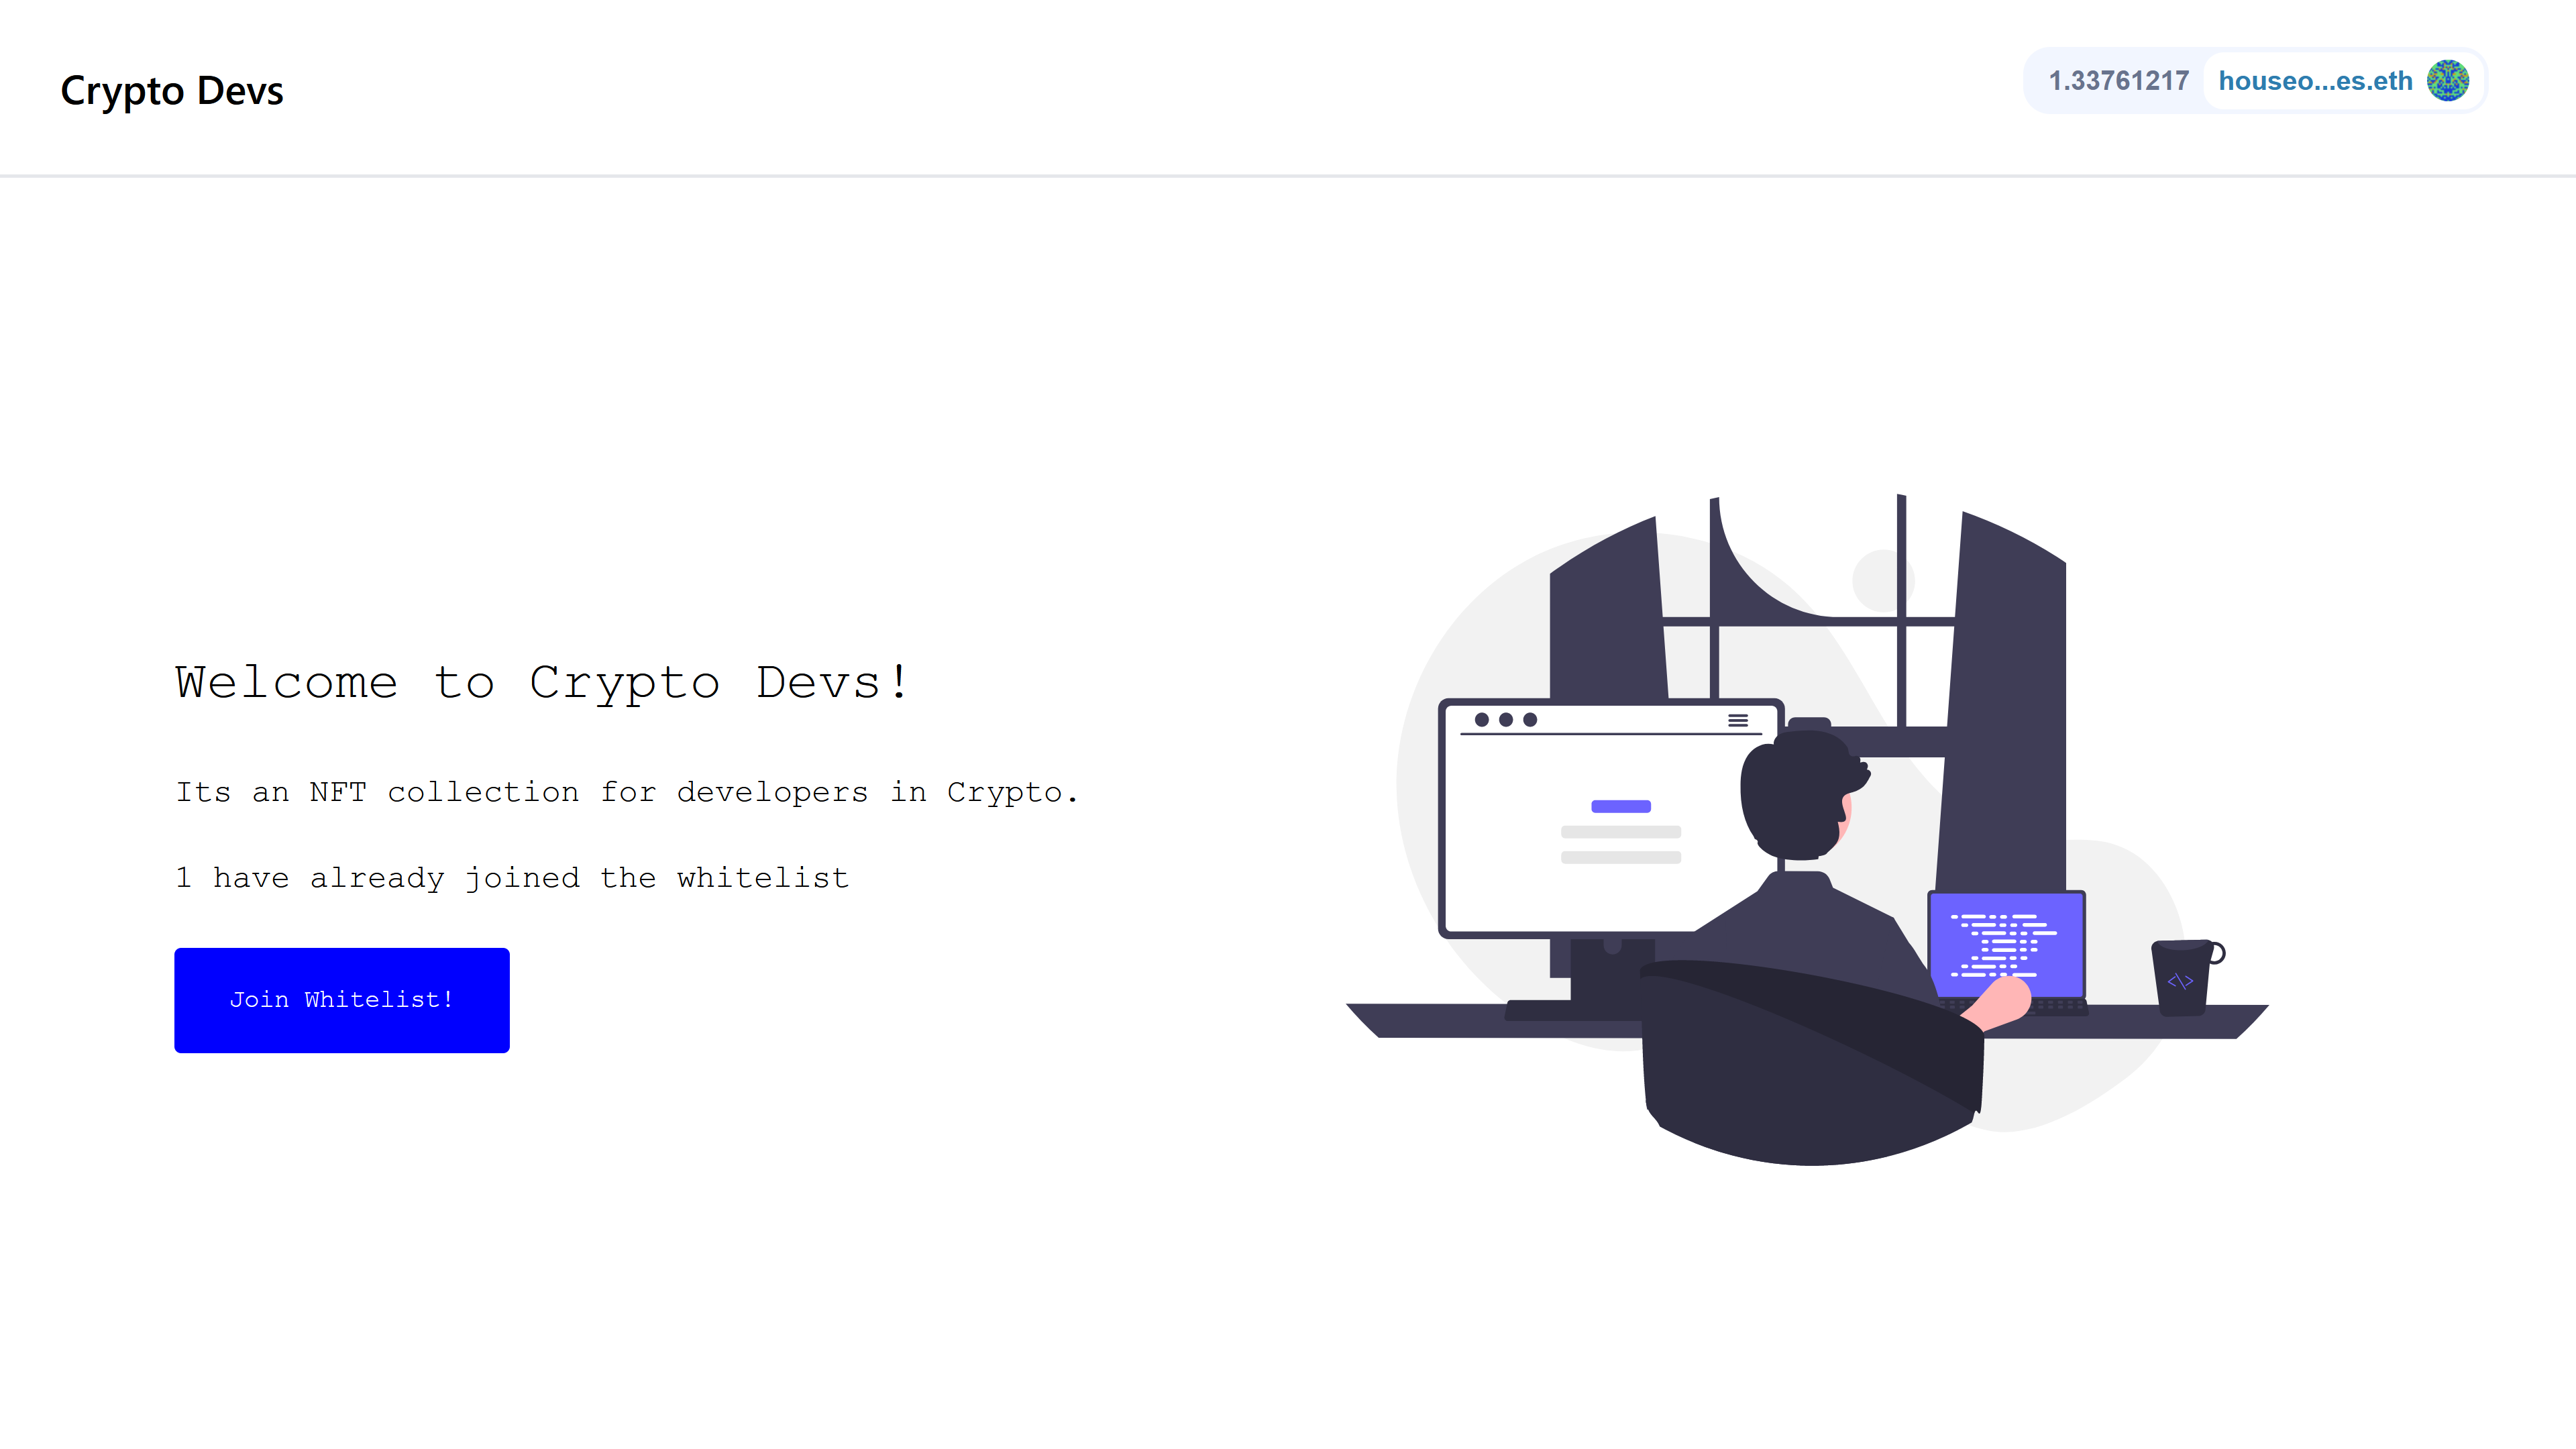 Crypto Devs
1.33761217 houseo...es.eth
Welcome to Crypto Devs!
Its an NFT collection for developers in Crypto.
1 have already joined the whitelist
Join Whitelist!
<\>